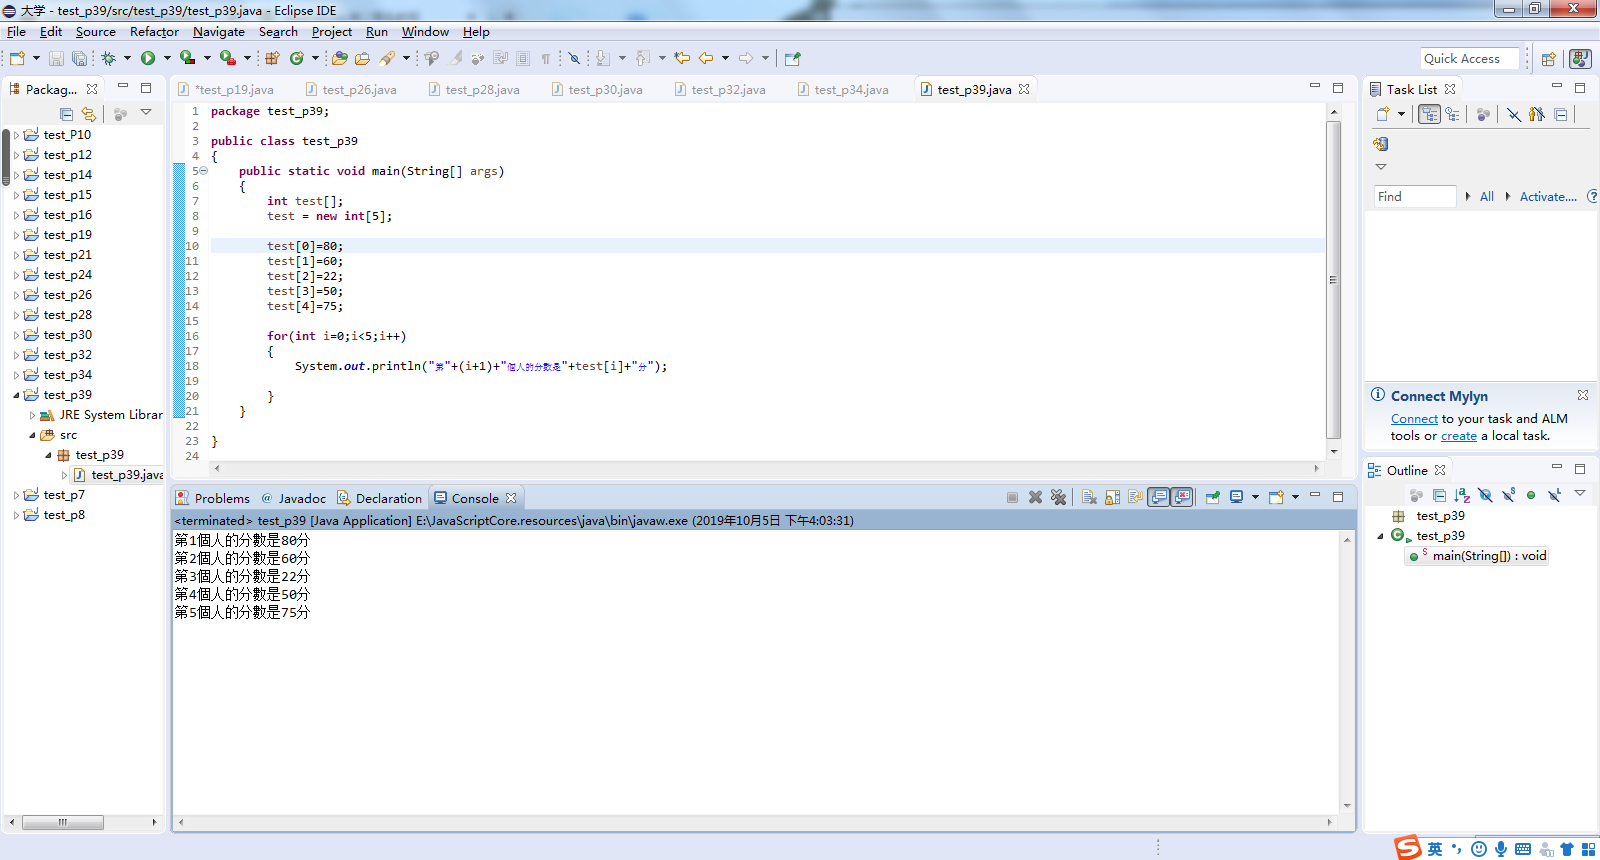 大学 - test_p39/src/test_p39/test_p39.java - Eclipse IDE
File Edit Source Refactor Navigate Search Project Run Window Help
Quick Access
Packag...
test_P10
test_p12
test_p14
test_p15
test_p16
test_p19
test_p21
test_p24
test_p26
test_p28
test_p30
test_p32
test_p34
test_p39
JRE System Librar
src
test_p39
test_p39.java
test_p7
test_p8
*test_p19.java test_p26.java test_p28.java test_p30.java test_p32.java test_p34.java test_p39.java
1 package test_p39;
2
3 public class test_p39
4 {
5 public static void main(String[] args)
6 {
7 int test[];
8 test = new int[5];
9
10 test[0]=80;
11 test[1]=60;
12 test[2]=22;
13 test[3]=50;
14 test[4]=75;
15
16 for(int i=0;i<5;i++)
17 {
18 System.out.println("第"+(i+1)+"個人的分數是"+test[i]+"分");
19
20 }
21 }
22
23 }
24
Problems @ Javadoc Declaration Console
<terminated> test_p39 [Java Application] E:\JavaScriptCore.resources\java\bin\javaw.exe (2019年10月5日 下午4:03:31)
第1個人的分數是80分
第2個人的分數是60分
第3個人的分數是22分
第4個人的分數是50分
第5個人的分數是75分
Task List
Find All Activate....
Connect Mylyn
Connect to your task and ALM
tools or create a local task.
Outline
test_p39
test_p39
main(String[]) : void
英